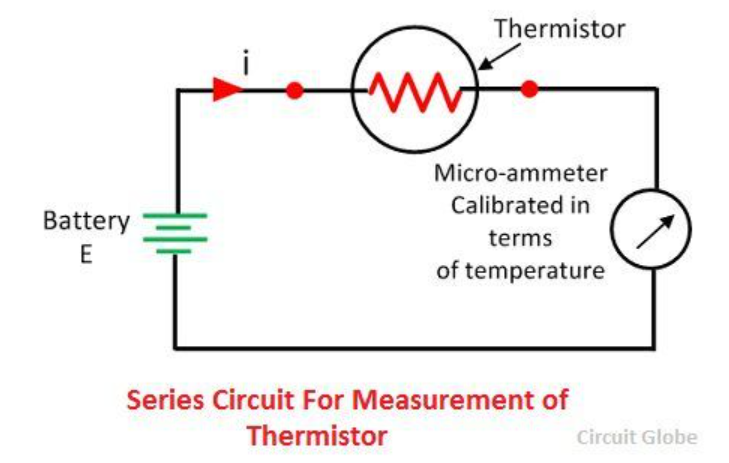 Thermistor
i
Micro-ammeter
Calibrated in
terms
of temperature
Battery
E
Series Circuit For Measurement of
Thermistor
Circuit Globe